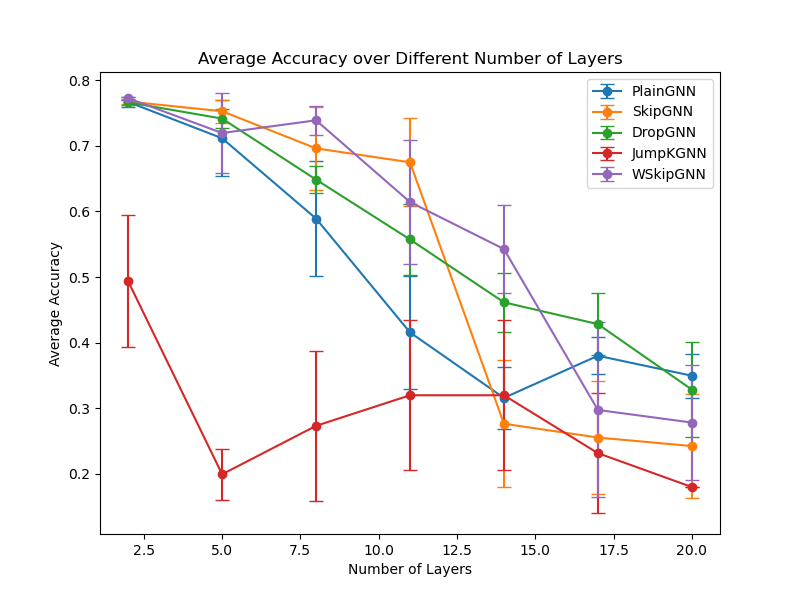 Average Accuracy over Different Number of Layers
PlainGNN
SkipGNN
DropGNN
JumpKGNN
WSkipGNN
Average Accuracy
0.8
0.7
0.6
0.5
0.4
0.3
0.2
2.5 5.0 7.5 10.0 12.5 15.0 17.5 20.0
Number of Layers